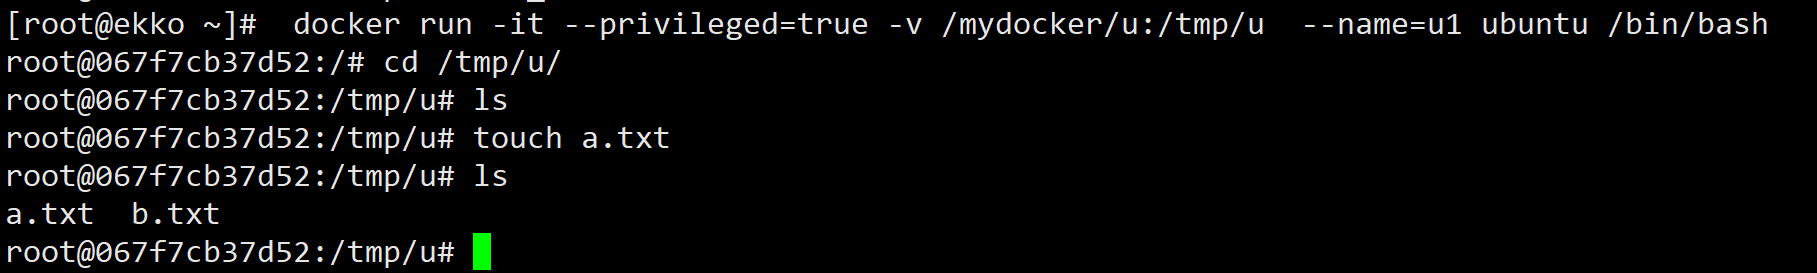 [root@ekko ~]#  docker run -it --privileged=true -v /mydocker/u:/tmp/u  --name=u1 ubuntu /bin/bash
root@067f7cb37d52:/# cd /tmp/u/
root@067f7cb37d52:/tmp/u# ls
root@067f7cb37d52:/tmp/u# touch a.txt
root@067f7cb37d52:/tmp/u# ls
a.txt  b.txt
root@067f7cb37d52:/tmp/u#